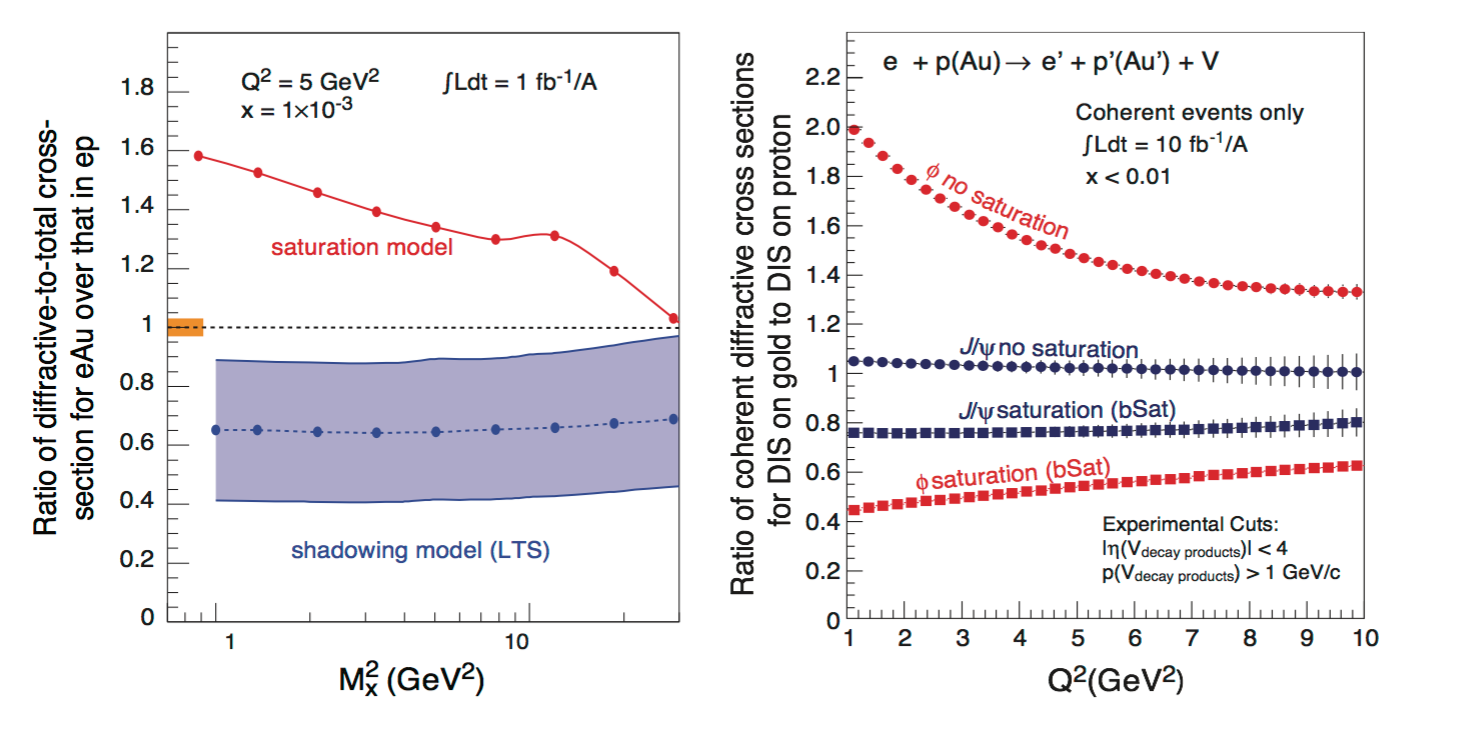 Ratio of diffractive-to-total cross-
section for eAu over that in ep
1.8
1.6
1.4
1.2
1
0.8
0.6
0.4
0.2
0
Q² = 5 GeV²
∫Ldt = 1 fb⁻¹/A
x = 1×10⁻³
saturation model
shadowing model (LTS)
1
10
Mₓ² (GeV²)
Ratio of coherent diffractive cross sections
for DIS on gold to DIS on proton
2.2
2.0
1.8
1.6
1.4
1.2
1
0.8
0.6
0.4
0.2
0
e + p(Au) → e' + p'(Au') + V
Coherent events only
∫Ldt = 10 fb⁻¹/A
x < 0.01
ϕ no saturation
J/ψ no saturation
J/ψ saturation (bSat)
ϕ saturation (bSat)
Experimental Cuts:
|η(V decay products)| < 4
p(V decay products) > 1 GeV/c
1 2 3 4 5 6 7 8 9 10
Q²(GeV²)